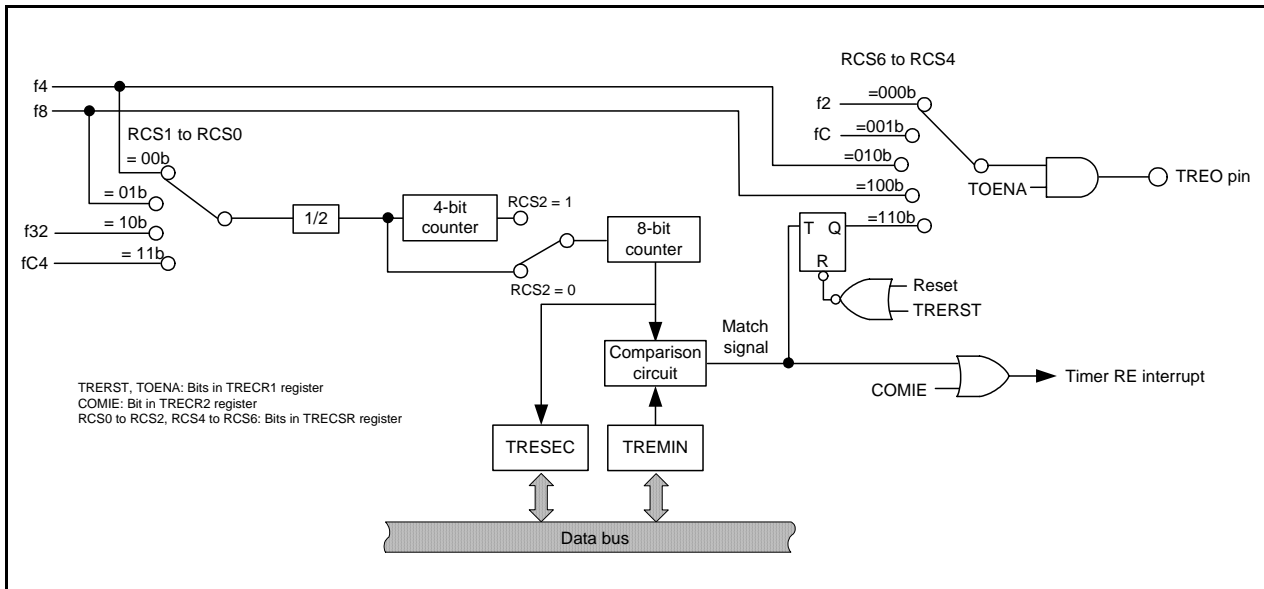 f4
f8
RCS1 to RCS0
= 00b
= 01b
f32
= 10b
fC4
= 11b
1/2
4-bit
counter
RCS2 = 1
RCS2 = 0
8-bit
counter
RCS6 to RCS4
f2
=000b
fC
=001b
=010b
=100b
=110b
TOENA
TREO pin
T Q
R
Reset
TRERST
Match
signal
Comparison
circuit
COMIE
Timer RE interrupt
TRERST, TOENA: Bits in TRECR1 register
COMIE: Bit in TRECR2 register
RCS0 to RCS2, RCS4 to RCS6: Bits in TRECSR register
TRESEC
TREMIN
Data bus